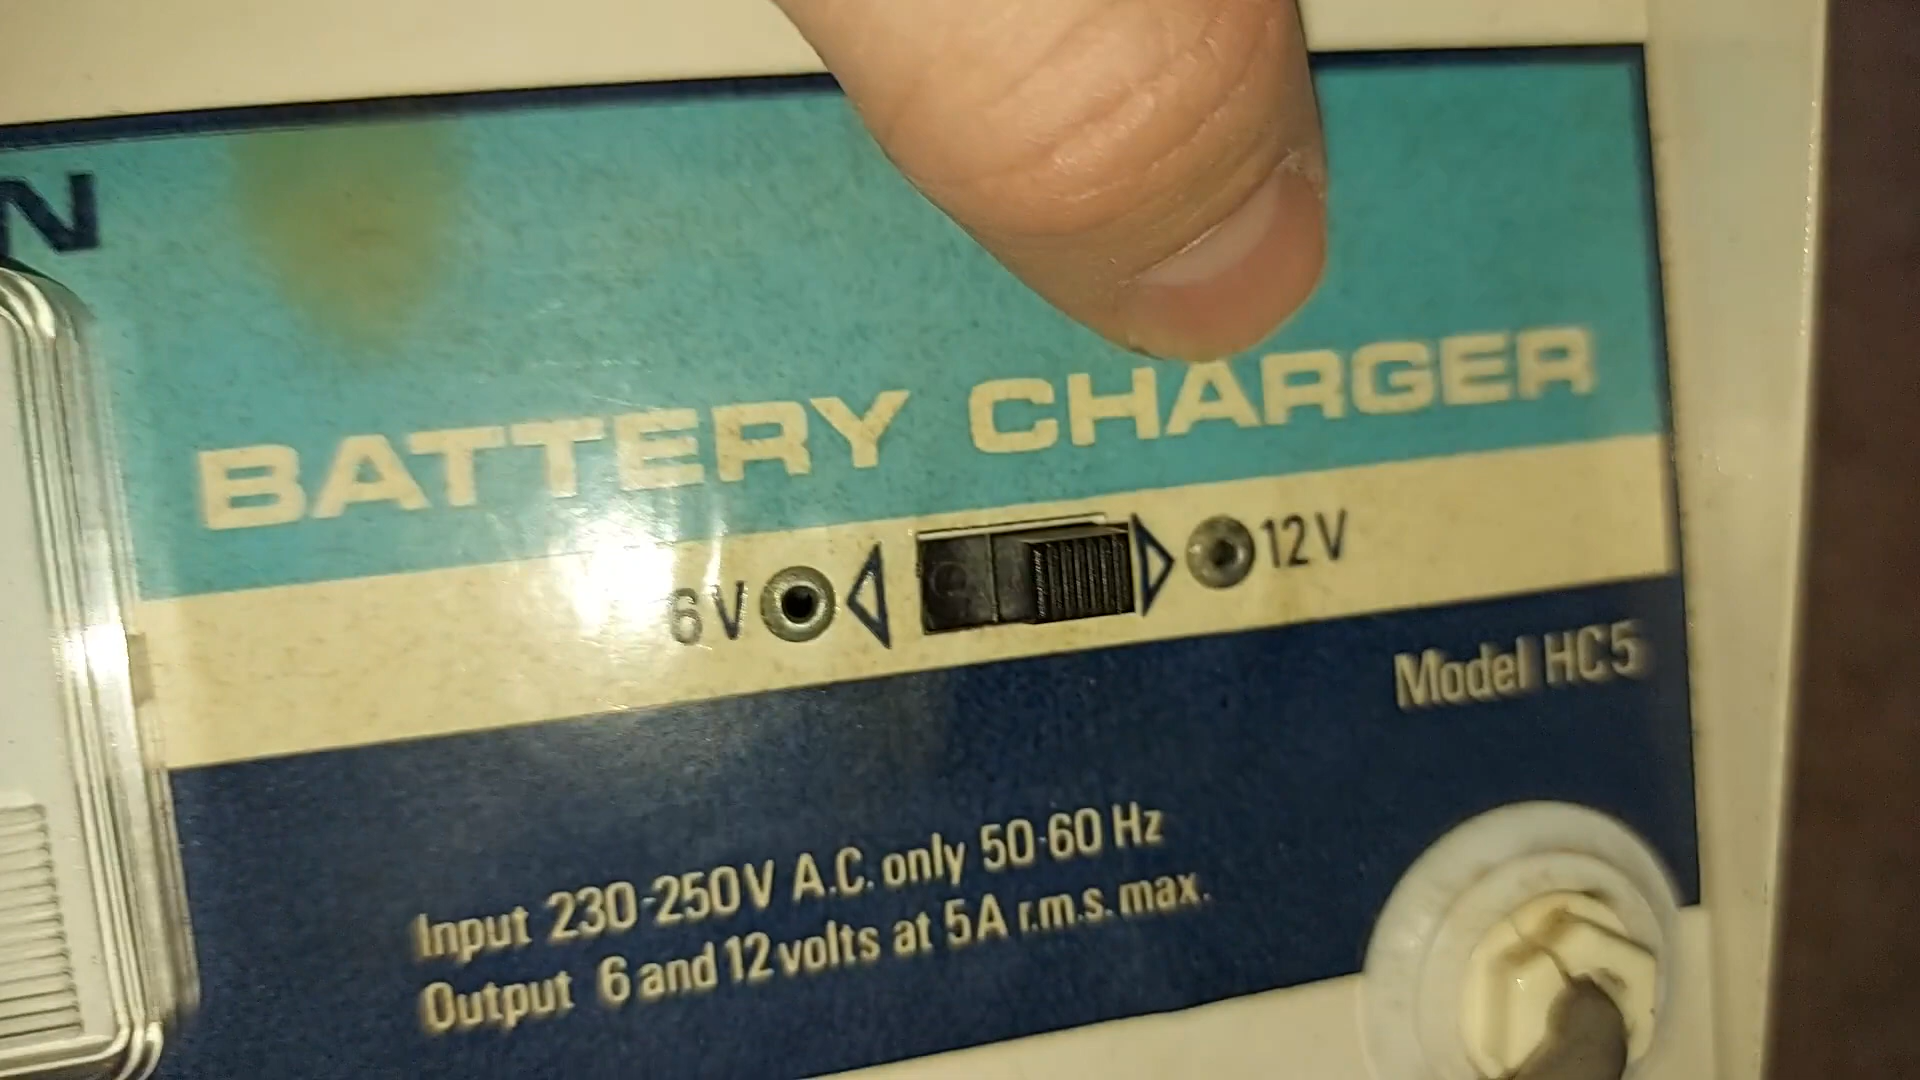 N
BATTERY CHARGER
6V 12V
Model HC5
Input 230-250V A.C. only 50-60 Hz
Output 6 and 12 volts at 5A r.m.s. max.